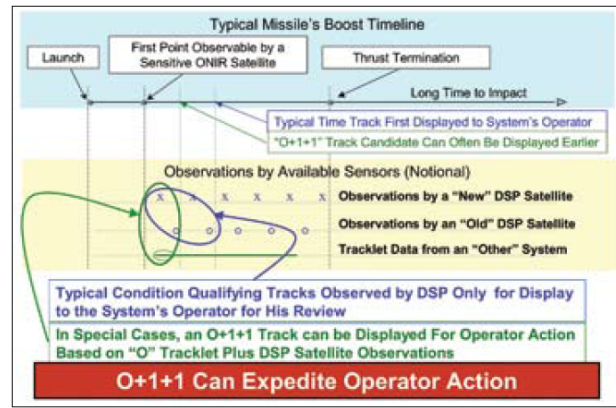 Typical Missile's Boost Timeline
Launch
First Point Observable by a
Sensitive ONIR Satellite
Thrust Termination
Long Time to Impact
Typical Time Track First Displayed to System's Operator
"O+1+1" Track Candidate Can Often Be Displayed Earlier
Observations by Available Sensors (Notional)
X X X X X X
Observations by a "New" DSP Satellite
Observations by an "Old" DSP Satellite
Tracklet Data from an "Other" System
Typical Condition Qualifying Tracks Observed by DSP Only for Display
to the System's Operator for His Review
In Special Cases, an O+1+1 Track can be Displayed For Operator Action
Based on "O" Tracklet Plus DSP Satellite Observations
O+1+1 Can Expedite Operator Action